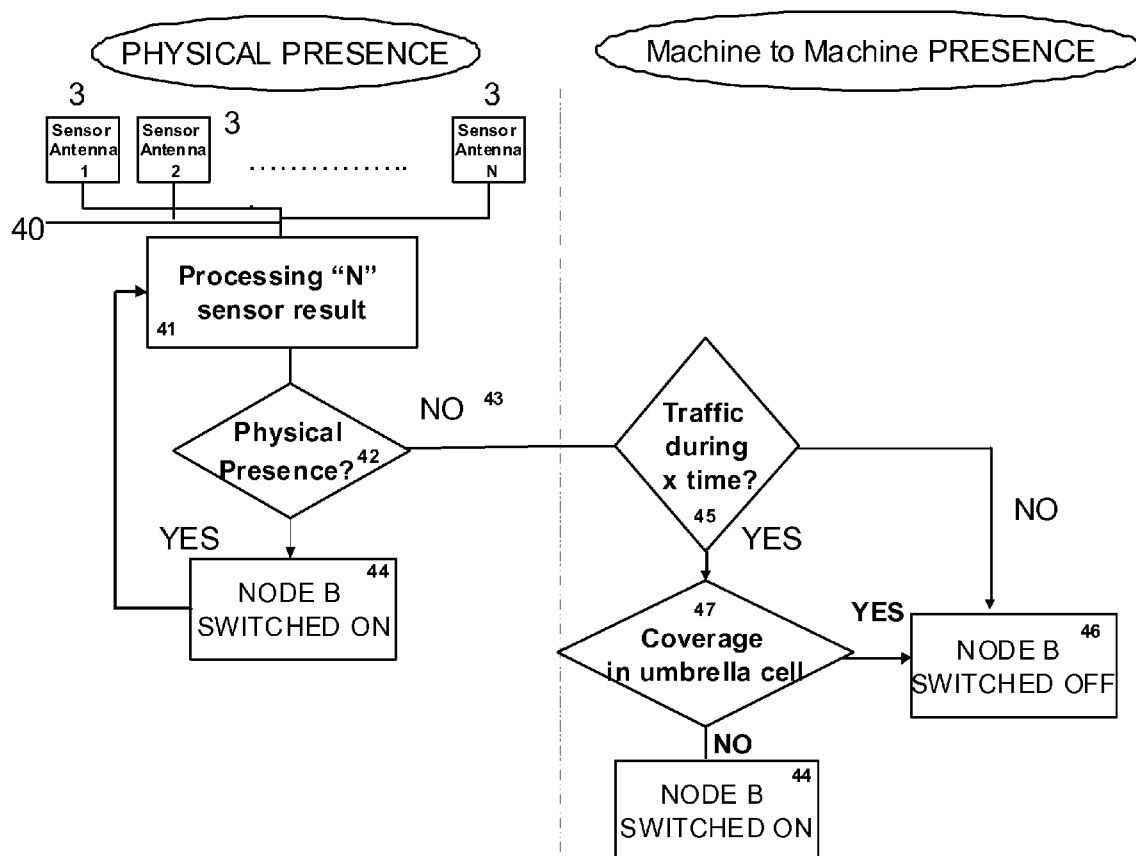 PHYSICAL PRESENCE
Machine to Machine PRESENCE
3
3
3
Sensor
Antenna
1
Sensor
Antenna
2
................
.
Sensor
Antenna
N
40
Processing “N”
sensor result
41
Physical
Presence?
42
NO 43
YES
44
NODE B
SWITCHED ON
Traffic
during
x time?
45
NO
YES
47
Coverage
in umbrella cell
YES
46
NODE B
SWITCHED OFF
NO
44
NODE B
SWITCHED ON